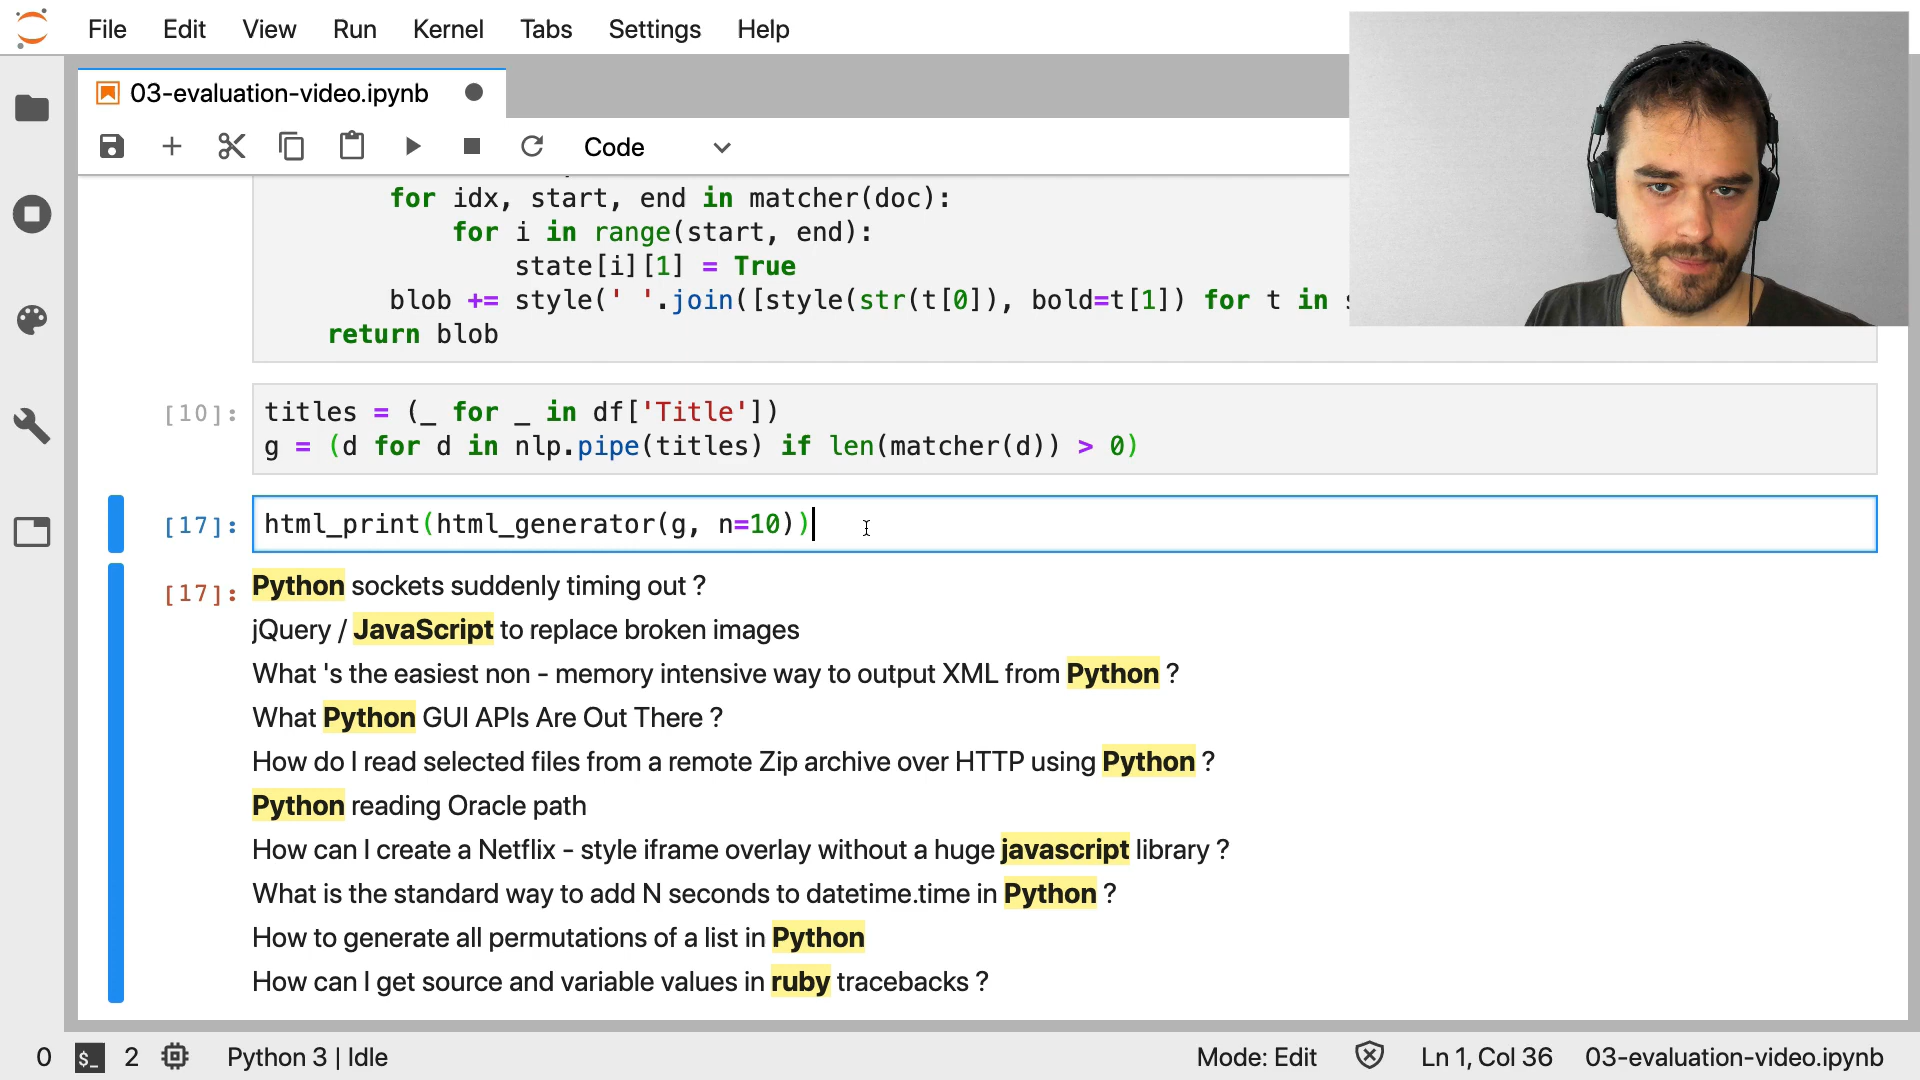 File Edit View Run Kernel Tabs Settings Help
03-evaluation-video.ipynb
Code
for idx, start, end in matcher(doc):
for i in range(start, end):
state[i][1] = True
blob += style(' '.join([style(str(t[0]), bold=t[1]) for t in
return blob
[10]: titles = (_ for _ in df['Title'])
g = (d for d in nlp.pipe(titles) if len(matcher(d)) > 0)
[17]: html_print(html_generator(g, n=10))
[17]: Python sockets suddenly timing out ?
jQuery / JavaScript to replace broken images
What 's the easiest non - memory intensive way to output XML from Python ?
What Python GUI APIs Are Out There ?
How do I read selected files from a remote Zip archive over HTTP using Python ?
Python reading Oracle path
How can I create a Netflix - style iframe overlay without a huge javascript library ?
What is the standard way to add N seconds to datetime.time in Python ?
How to generate all permutations of a list in Python
How can I get source and variable values in ruby tracebacks ?
0 $_ 2 Python 3 | Idle Mode: Edit Ln 1, Col 36 03-evaluation-video.ipynb